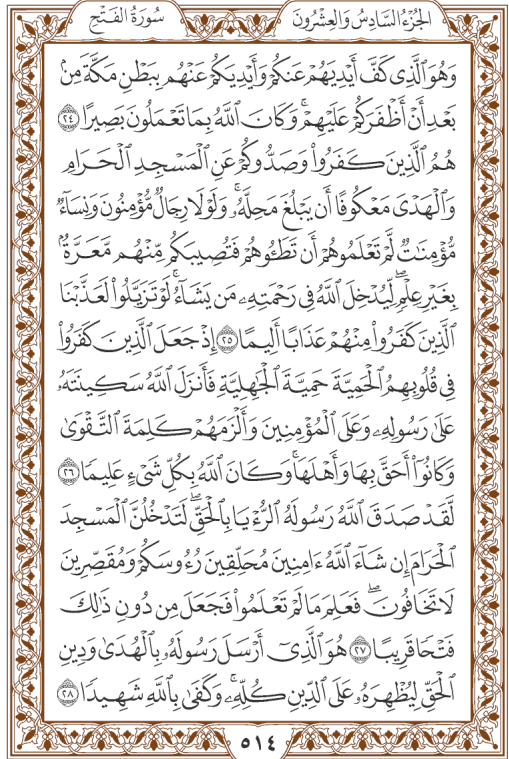 سُورَةُ الفَتْحِ
الجُزْءُ السَّادِسُ وَالعِشْرُونَ
وَهُوَ ٱلَّذِى كَفَّ أَيْدِيَهُمْ عَنكُمْ وَأَيْدِيَكُمْ عَنْهُم بِبَطْنِ مَكَّةَ مِنۢ
بَعْدِ أَنْ أَظْفَرَكُمْ عَلَيْهِمْ ۚ وَكَانَ ٱللَّهُ بِمَا تَعْمَلُونَ بَصِيرًا ٢٤
هُمُ ٱلَّذِينَ كَفَرُوا۟ وَصَدُّوكُمْ عَنِ ٱلْمَسْجِدِ ٱلْحَرَامِ
وَٱلْهَدْىَ مَعْكُوفًا أَن يَبْلُغَ مَحِلَّهُۥ ۚ وَلَوْلَا رِجَالٌ مُّؤْمِنُونَ وَنِسَآءٌ
مُّؤْمِنَـٰتٌ لَّمْ تَعْلَمُوهُمْ أَن تَطَـُٔوهُمْ فَتُصِيبَكُم مِّنْهُم مَّعَرَّةٌۢ
بِغَيْرِ عِلْمٍ ۖ لِّيُدْخِلَ ٱللَّهُ فِى رَحْمَتِهِۦ مَن يَشَآءُ ۚ لَوْ تَزَيَّلُوا۟ لَعَذَّبْنَا
ٱلَّذِينَ كَفَرُوا۟ مِنْهُمْ عَذَابًا أَلِيمًا ٢٥ إِذْ جَعَلَ ٱلَّذِينَ كَفَرُوا۟
فِى قُلُوبِهِمُ ٱلْحَمِيَّةَ حَمِيَّةَ ٱلْجَـٰهِلِيَّةِ فَأَنزَلَ ٱللَّهُ سَكِينَتَهُۥ
عَلَىٰ رَسُولِهِۦ وَعَلَى ٱلْمُؤْمِنِينَ وَأَلْزَمَهُمْ كَلِمَةَ ٱلتَّقْوَىٰ
وَكَانُوٓا۟ أَحَقَّ بِهَا وَأَهْلَهَا ۚ وَكَانَ ٱللَّهُ بِكُلِّ شَىْءٍ عَلِيمًا ٢٦
لَّقَدْ صَدَقَ ٱللَّهُ رَسُولَهُ ٱلرُّءْيَا بِٱلْحَقِّ ۖ لَتَدْخُلُنَّ ٱلْمَسْجِدَ
ٱلْحَرَامَ إِن شَآءَ ٱللَّهُ ءَامِنِينَ مُحَلِّقِينَ رُءُوسَكُمْ وَمُقَصِّرِينَ
لَا تَخَافُونَ ۖ فَعَلِمَ مَا لَمْ تَعْلَمُوا۟ فَجَعَلَ مِن دُونِ ذَٰلِكَ
فَتْحًا قَرِيبًا ٢٧ هُوَ ٱلَّذِىٓ أَرْسَلَ رَسُولَهُۥ بِٱلْهُدَىٰ وَدِينِ
ٱلْحَقِّ لِيُظْهِرَهُۥ عَلَى ٱلدِّينِ كُلِّهِۦ ۚ وَكَفَىٰ بِٱللَّهِ شَهِيدًا ٢٨
٥١٤